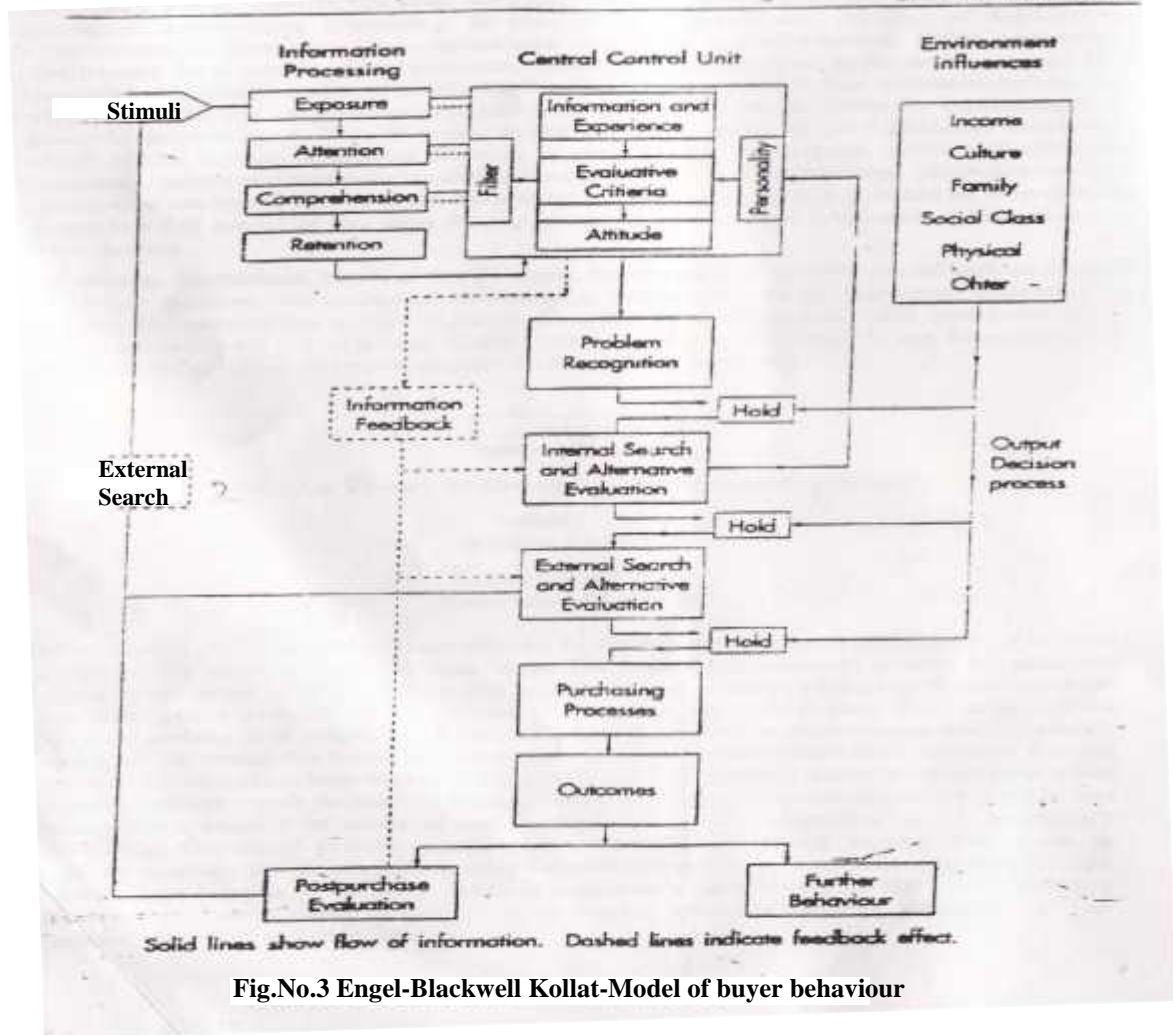 Information
Processing
Central Control Unit
Environment
influences
Stimuli
Exposure
Attention
Comprehension
Retention
Filter
Information and
Experience
Evaluative
Critieria
Attitude
Personality
Income
Culture
Family
Social Class
Physical
Ohter
Problem
Recognition
Information
Feedback
Hold
Internal Search
and Alternative
Evaluation
External
Search
Output
Decision
process
Hold
External Search
and Alternative
Evaluation
Hold
Purchasing
Processes
Outcomes
Postpurchase
Evaluation
Further
Behaviour
Solid lines show flow of information. Dashed lines indicate feedback effect.
Fig.No.3 Engel-Blackwell Kollat-Model of buyer behaviour